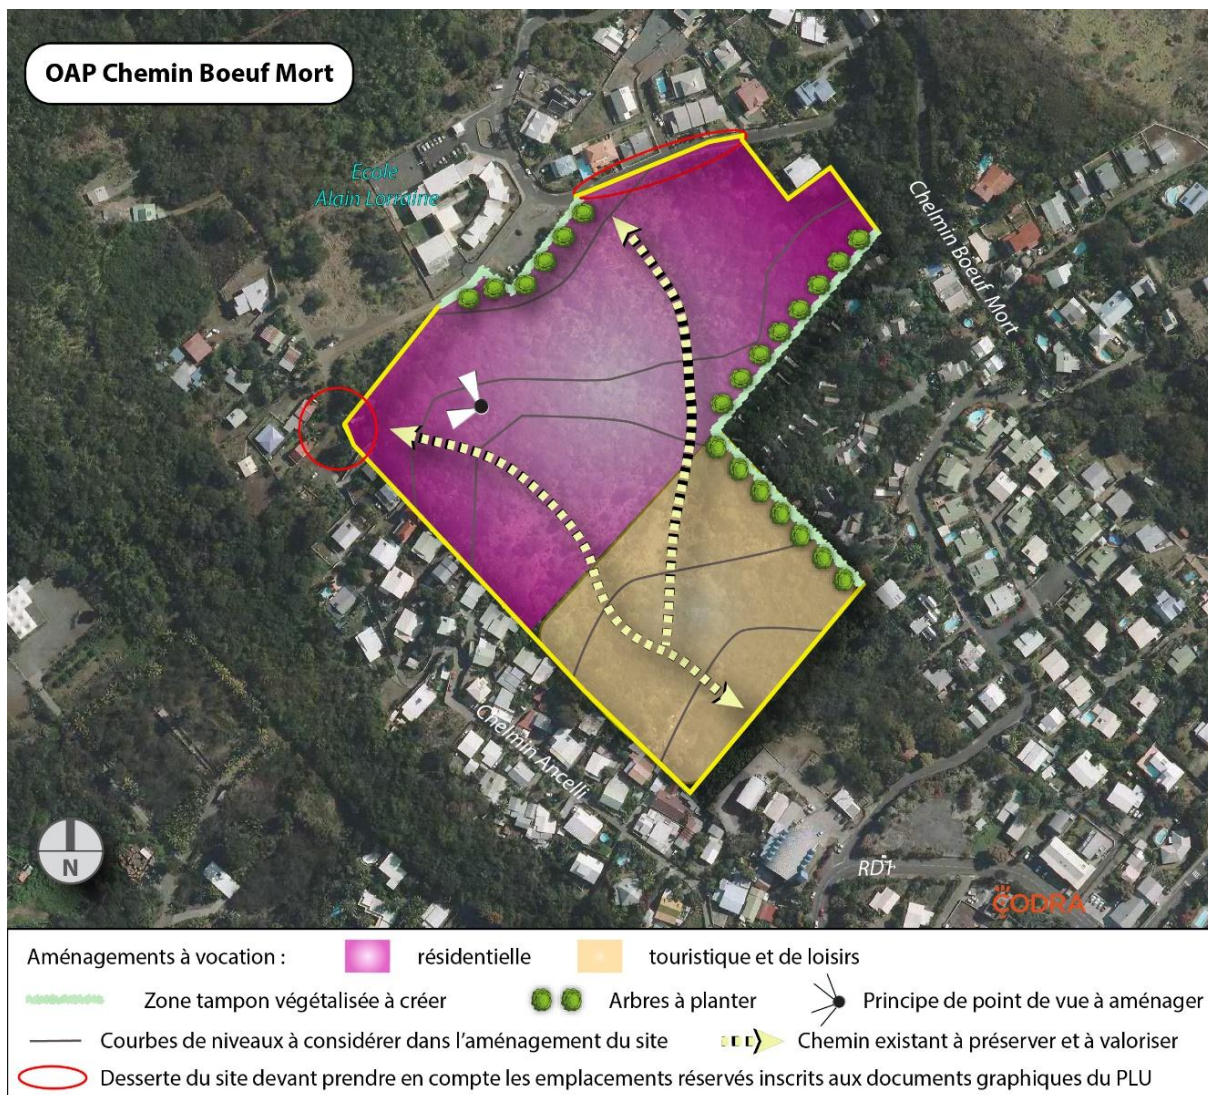 OAP Chemin Boeuf Mort
École
Alain Lorraine
Chelmin Boeuf Mort
Chelmin Ancelli
RD1
N
CODRA
Aménagements à vocation : résidentielle touristique et de loisirs
Zone tampon végétalisée à créer Arbres à planter Principe de point de vue à aménager
Courbes de niveaux à considérer dans l'aménagement du site Chemin existant à préserver et à valoriser
Desserte du site devant prendre en compte les emplacements réservés inscrits aux documents graphiques du PLU